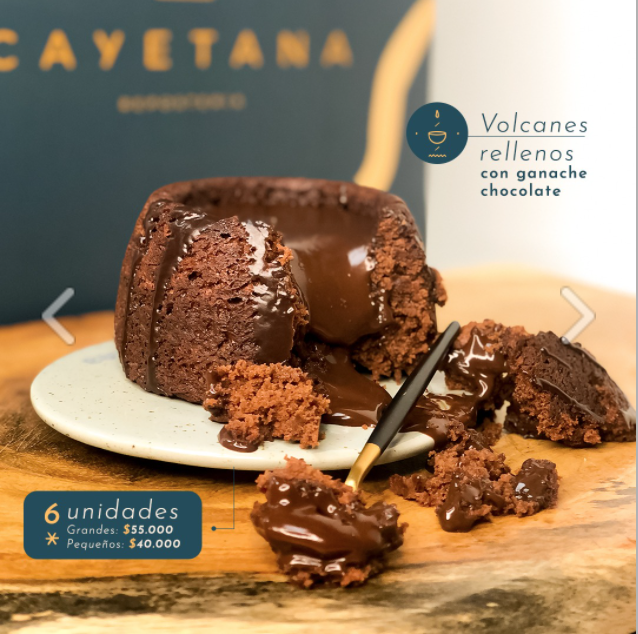 CAYETANA
Volcanes
rellenos
con ganache
chocolate
6 unidades
Grandes: $55.000
* Pequeños: $40.000